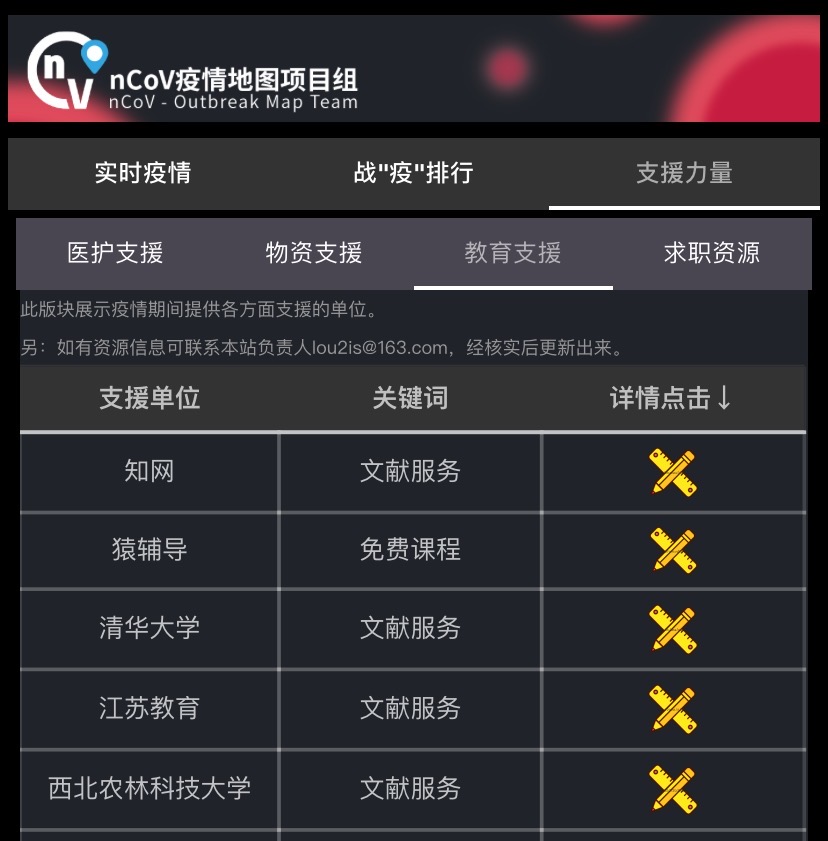 nCoV疫情地图项目组
nCoV - Outbreak Map Team
实时疫情 战"疫"排行 支援力量
医护支援 物资支援 教育支援 求职资源
此版块展示疫情期间提供各方面支援的单位。
另：如有资源信息可联系本站负责人lou2is@163.com，经核实后更新出来。
支援单位 关键词 详情点击↓
知网 文献服务
猿辅导 免费课程
清华大学 文献服务
江苏教育 文献服务
西北农林科技大学 文献服务